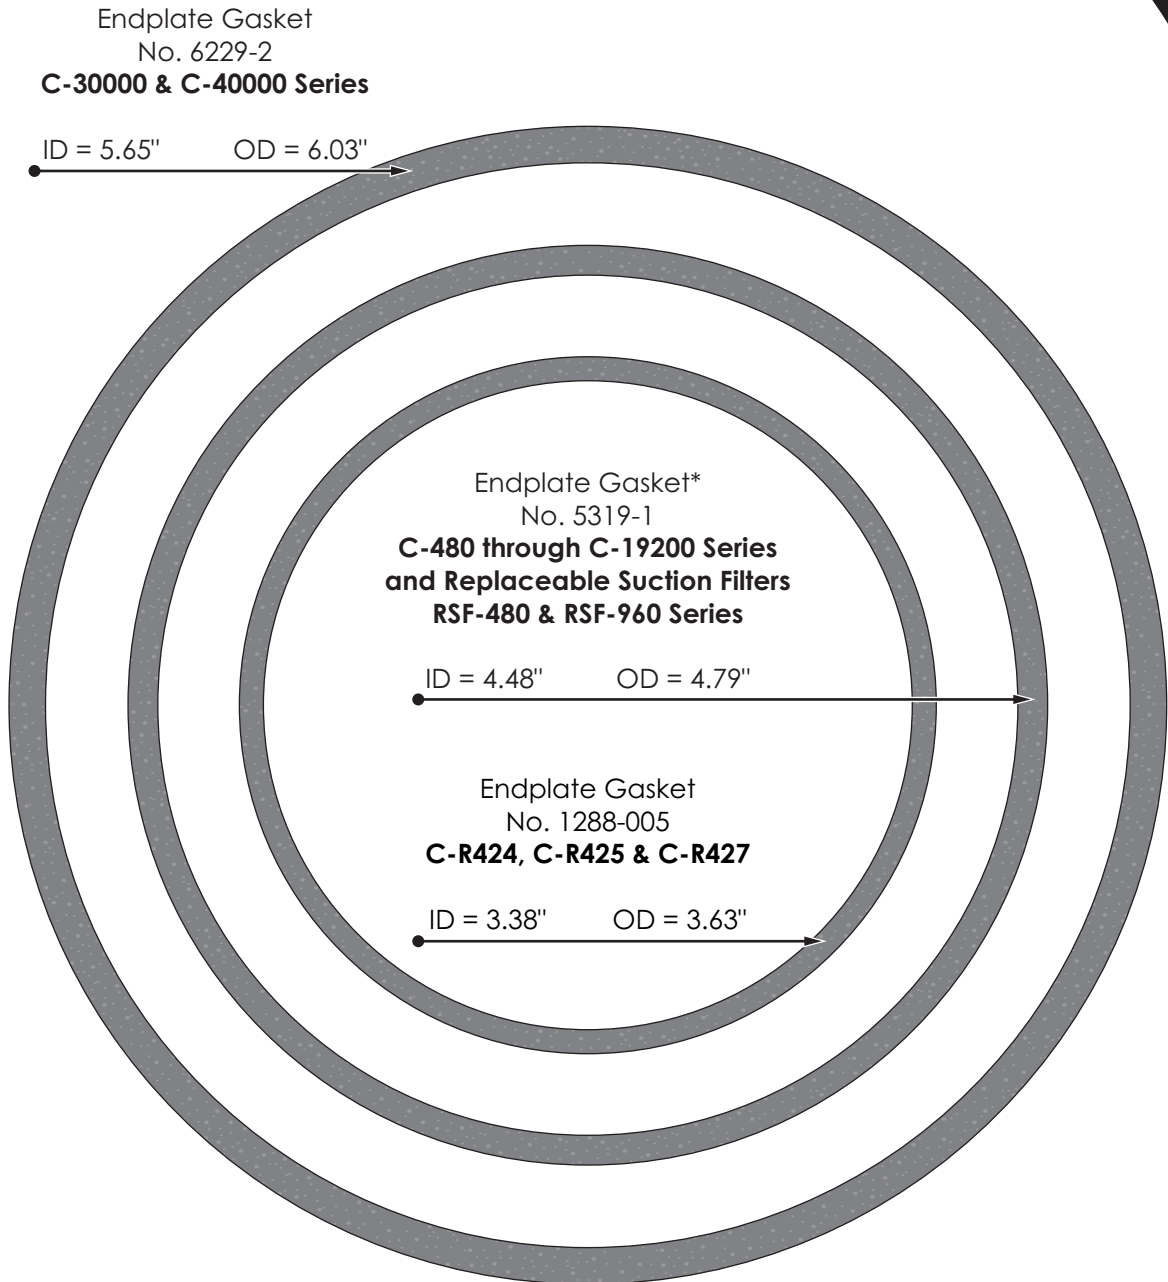 Endplate Gasket
No. 6229-2
C-30000 & C-40000 Series
ID = 5.65" OD = 6.03"
Endplate Gasket*
No. 5319-1
C-480 through C-19200 Series
and Replaceable Suction Filters
RSF-480 & RSF-960 Series
ID = 4.48" OD = 4.79"
Endplate Gasket
No. 1288-005
C-R424, C-R425 & C-R427
ID = 3.38" OD = 3.63"